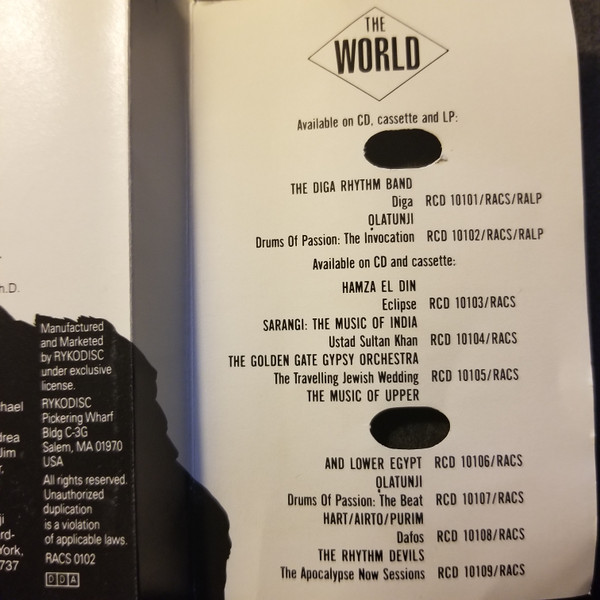 h.D.
Manufactured
and Marketed
by RYKODISC
under exclusive
license.
RYKODISC
Pickering Wharf
Bldg C-3G
Salem, MA 01970
USA
All rights reserved.
Unauthorized
duplication
is a violation
of applicable laws.
RACS 0102
DDA
THE
WORLD
Available on CD, cassette and LP:
THE DIGA RHYTHM BAND
Diga RCD 10101/RACS/RALP
ỌLATUNJI
Drums Of Passion: The Invocation RCD 10102/RACS/RALP
Available on CD and cassette:
HAMZA EL DIN
Eclipse RCD 10103/RACS
SARANGI: THE MUSIC OF INDIA
Ustad Sultan Khan RCD 10104/RACS
THE GOLDEN GATE GYPSY ORCHESTRA
The Travelling Jewish Wedding RCD 10105/RACS
THE MUSIC OF UPPER
AND LOWER EGYPT RCD 10106/RACS
ỌLATUNJI
Drums Of Passion: The Beat RCD 10107/RACS
HART/AIRTO/PURIM
Dafos RCD 10108/RACS
THE RHYTHM DEVILS
The Apocalypse Now Sessions RCD 10109/RACS